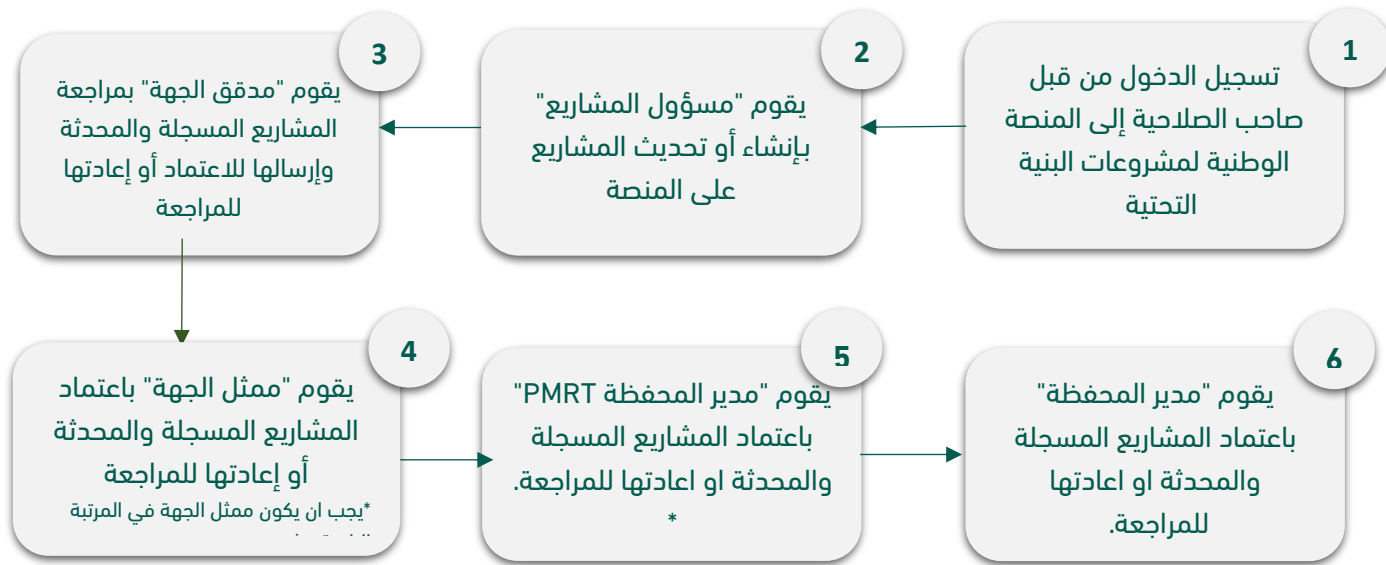 1
تسجيل الدخول من قبل
صاحب الصلاحية إلى المنصة
الوطنية لمشروعات البنية
التحتية
2
يقوم "مسؤول المشاريع"
بإنشاء أو تحديث المشاريع
على المنصة
3
يقوم "مدقق الجهة" بمراجعة
المشاريع المسجلة والمحدثة
وإرسالها للاعتماد أو إعادتها
للمراجعة
4
يقوم "ممثل الجهة" باعتماد
المشاريع المسجلة والمحدثة
أو إعادتها للمراجعة
*يجب ان يكون ممثل الجهة في المرتبة
5
يقوم "مدير المحفظة PMRT"
باعتماد المشاريع المسجلة
والمحدثة او اعادتها للمراجعة.
*
6
يقوم "مدير المحفظة"
باعتماد المشاريع المسجلة
والمحدثة او اعادتها
للمراجعة.